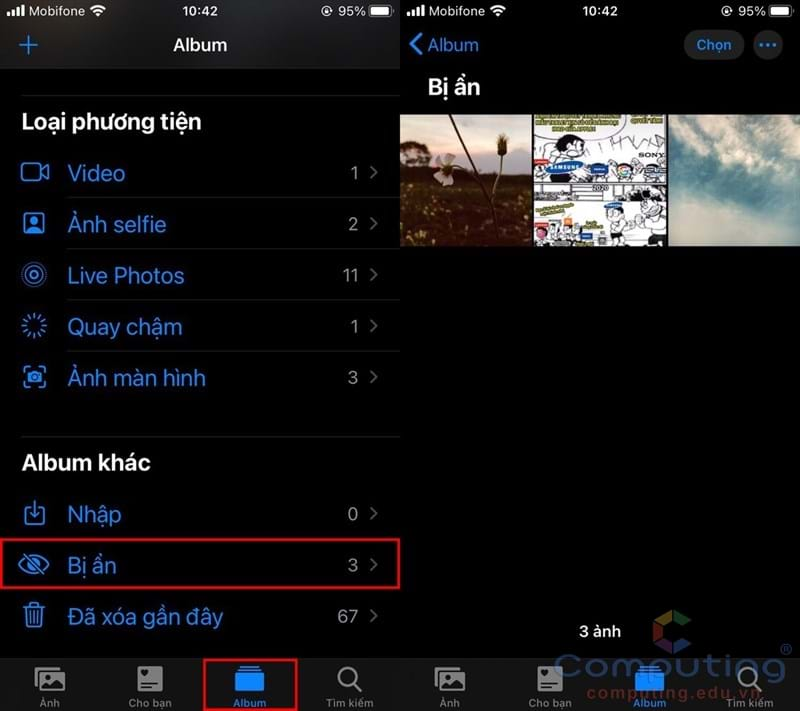 Mobifone 10:42 95%
Album
Loại phương tiện
Video 1
Ảnh selfie 2
Live Photos 11
Quay chậm 1
Ảnh màn hình 3
Album khác
Nhập 0
Bị ẩn 3
Đã xóa gần đây 67
Ảnh Cho bạn Album Tìm kiếm
Mobifone 10:42 95%
Album Chọn
Bị ẩn
SAMSUNG
SONY
2020
3 ảnh
Computing ®
computing.edu.vn
Ảnh Cho bạn Album Tìm kiếm